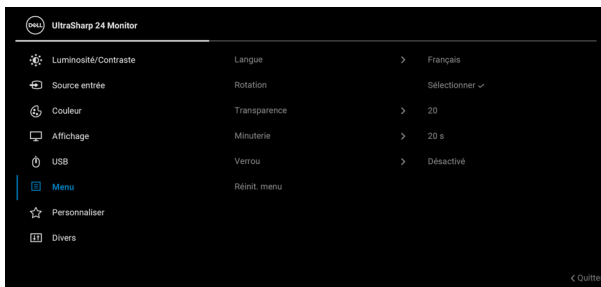 DELL UltraSharp 24 Monitor
Luminosité/Contraste Langue > Français
Source entrée Rotation Sélectionner ✓
Couleur Transparence > 20
Affichage Minuterie > 20 s
USB Verrou > Désactivé
Menu Réinit. menu
Personnaliser
Divers
< Quitte